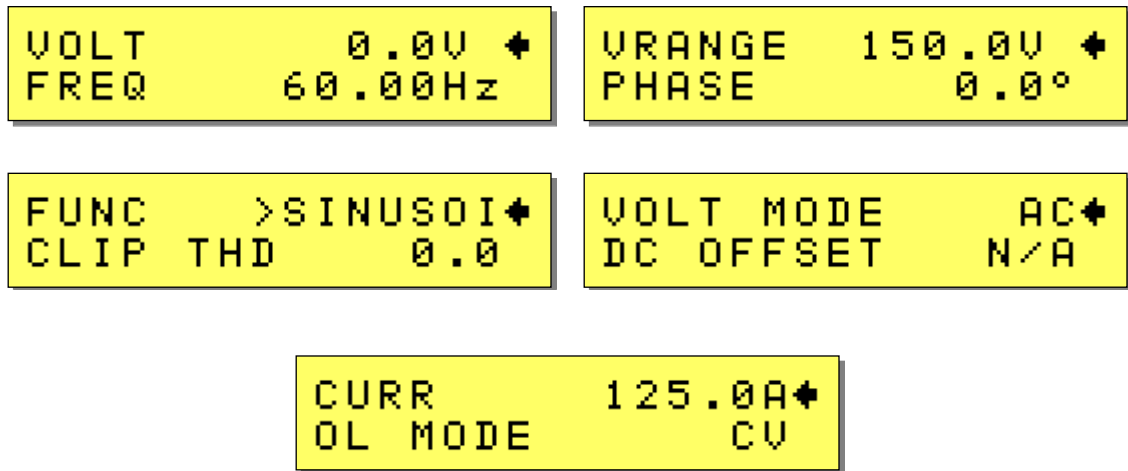 VOLT 0.0V ←
FREQ 60.00Hz
VRANGE 150.0V ←
PHASE 0.0°
FUNC >SINUSOI←
CLIP THD 0.0
VOLT MODE AC←
DC OFFSET N/A
CURR 125.0A←
OL MODE CV